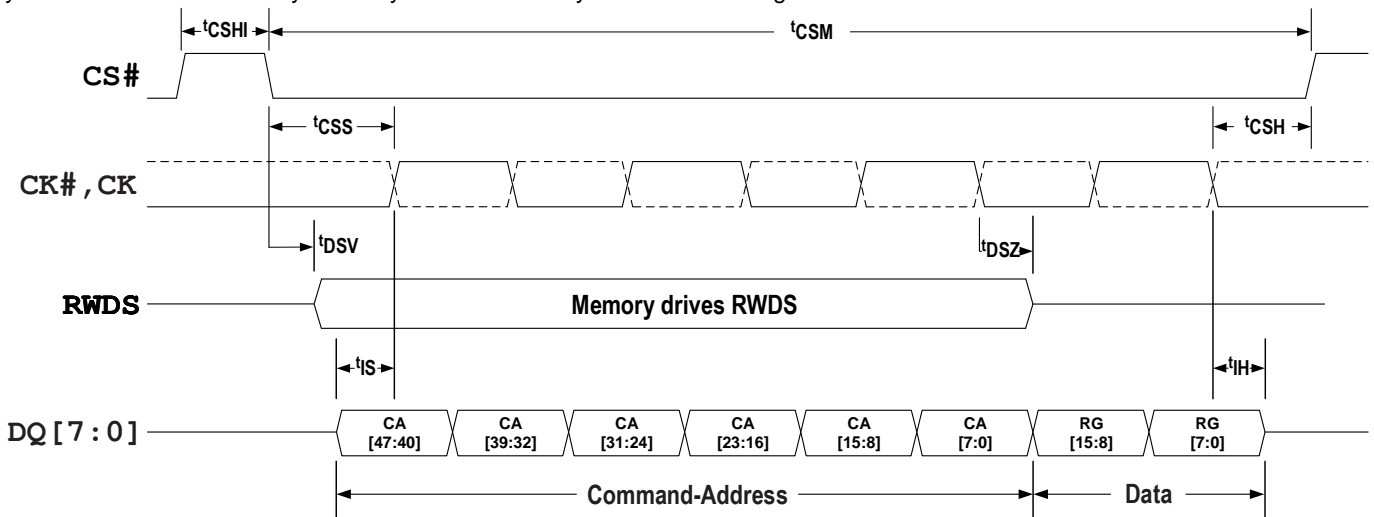 tCSHI
tCSM
CS#
tCSS
tCSH
CK#,CK
tDSV
tDSZ
RWDS
Memory drives RWDS
tIS
tIH
DQ[7:0]
CA
[47:40]
CA
[39:32]
CA
[31:24]
CA
[23:16]
CA
[15:8]
CA
[7:0]
RG
[15:8]
RG
[7:0]
Command-Address
Data